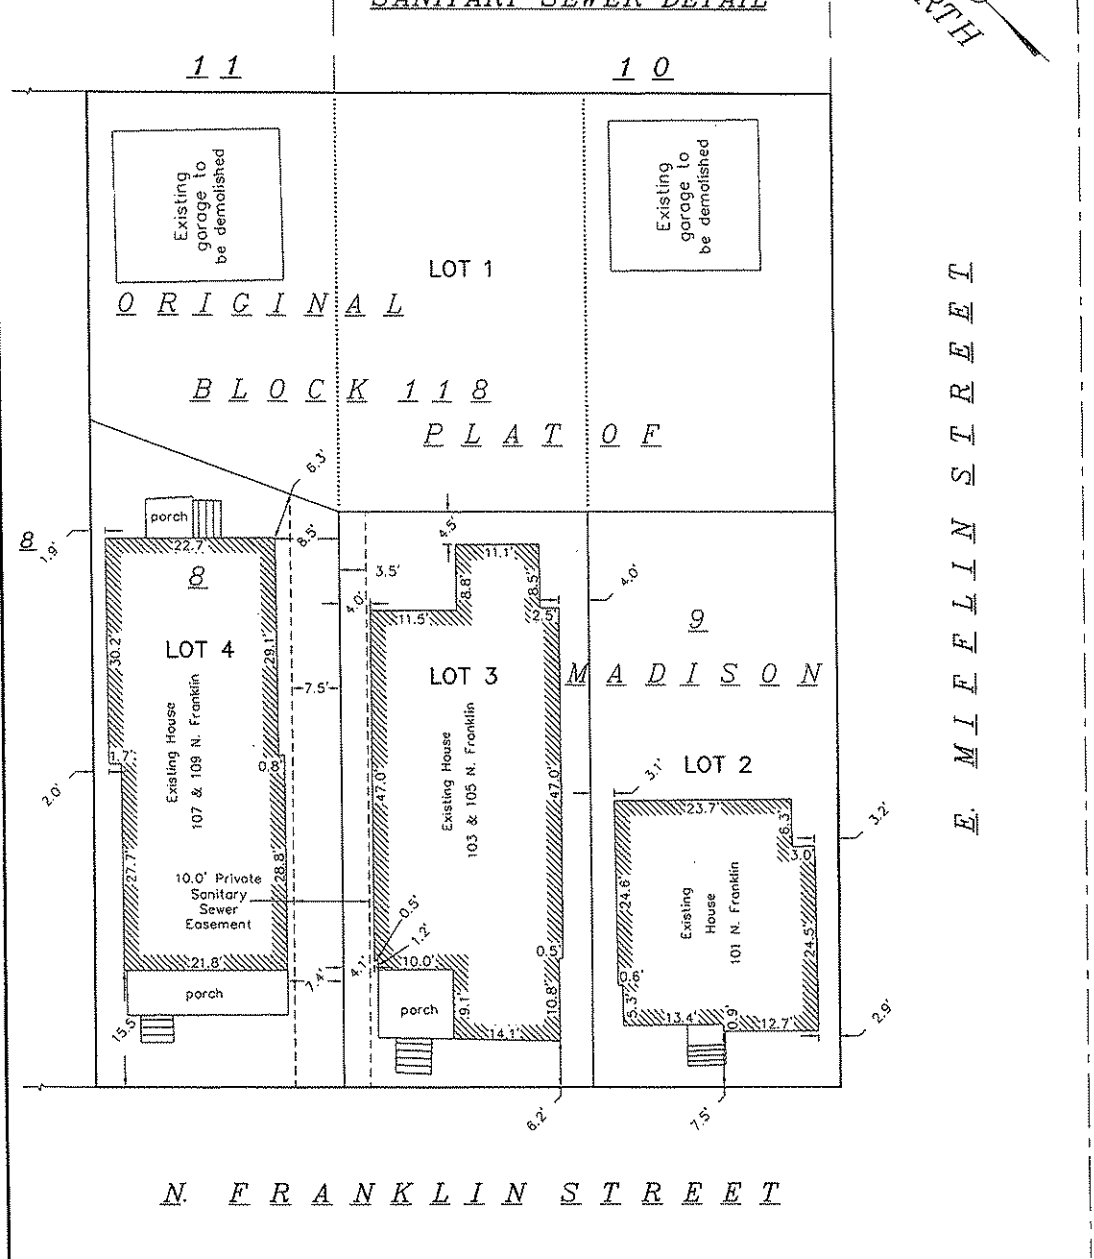 SANITARY SEWER DETAIL
RTH
11
10
Existing
garage to
be demolished
Existing
garage to
be demolished
LOT 1
ORIGINAL
BLOCK 118
PLAT OF
6.3'
porch
8
1.9'
22.7'
8.5'
4.5'
11.1'
8
3.5'
4.0'
8.8'
8.5'
4.0'
11.5'
2.5'
9
30.2'
LOT 4
29.1'
LOT 3
MADISON
7.5'
Existing House
107 & 109 N. Franklin
Existing House
103 & 105 N. Franklin
1.7'
0.8'
2.0'
47.0'
47.0'
LOT 2
3.1'
23.7'
6.3'
3.2'
3.0'
27.7'
28.8'
10.0' Private
Sanitary
Sewer
Easement
24.6'
Existing
House
101 N. Franklin
24.5'
0.5'
1.2'
0.5'
21.8'
7.4'
4.1'
10.0'
0.6'
porch
porch
9.1'
10.8'
5.3'
13.4'
0.9'
12.7'
2.9'
15.5'
14.1'
6.2'
7.5'
E. MIFFLIN STREET
N. FRANKLIN STREET